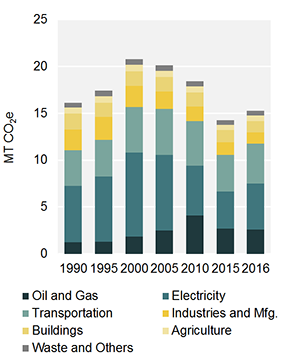 25
20
15
10
5
0
MT CO₂e
1990 1995 2000 2005 2010 2015 2016
Oil and Gas Electricity
Transportation Industries and Mfg.
Buildings Agriculture
Waste and Others